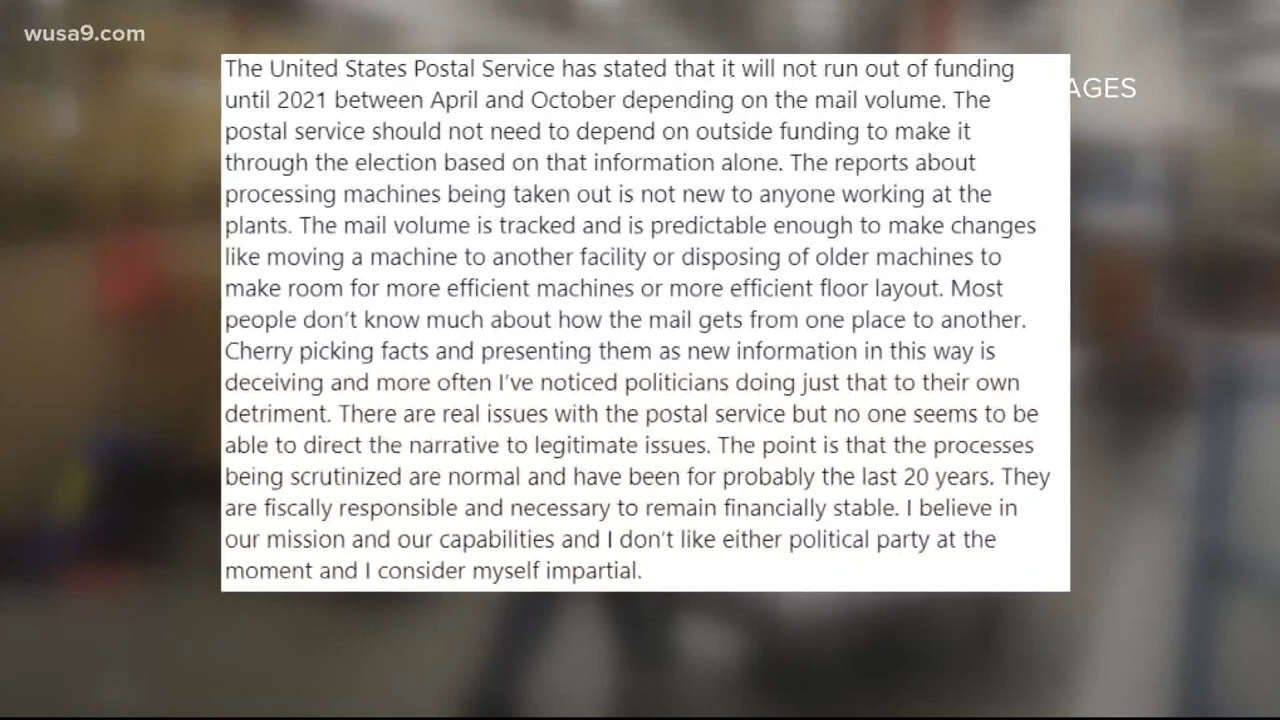 wusa9.com
The United States Postal Service has stated that it will not run out of funding
AGES
until 2021 between April and October depending on the mail volume. The
postal service should not need to depend on outside funding to make it
through the election based on that information alone. The reports about
processing machines being taken out is not new to anyone working at the
plants. The mail volume is tracked and is predictable enough to make changes
like moving a machine to another facility or disposing of older machines to
make room for more efficient machines or more efficient floor layout. Most
people don't know much about how the mail gets from one place to another.
Cherry picking facts and presenting them as new information in this way is
deceiving and more often I've noticed politicians doing just that to their own
detriment. There are real issues with the postal service but no one seems to be
able to direct the narrative to legitimate issues. The point is that the processes
being scrutinized are normal and have been for probably the last 20 years. They
are fiscally responsible and necessary to remain financially stable. I believe in
our mission and our capabilities and I don't like either political party at the
moment and I consider myself impartial.